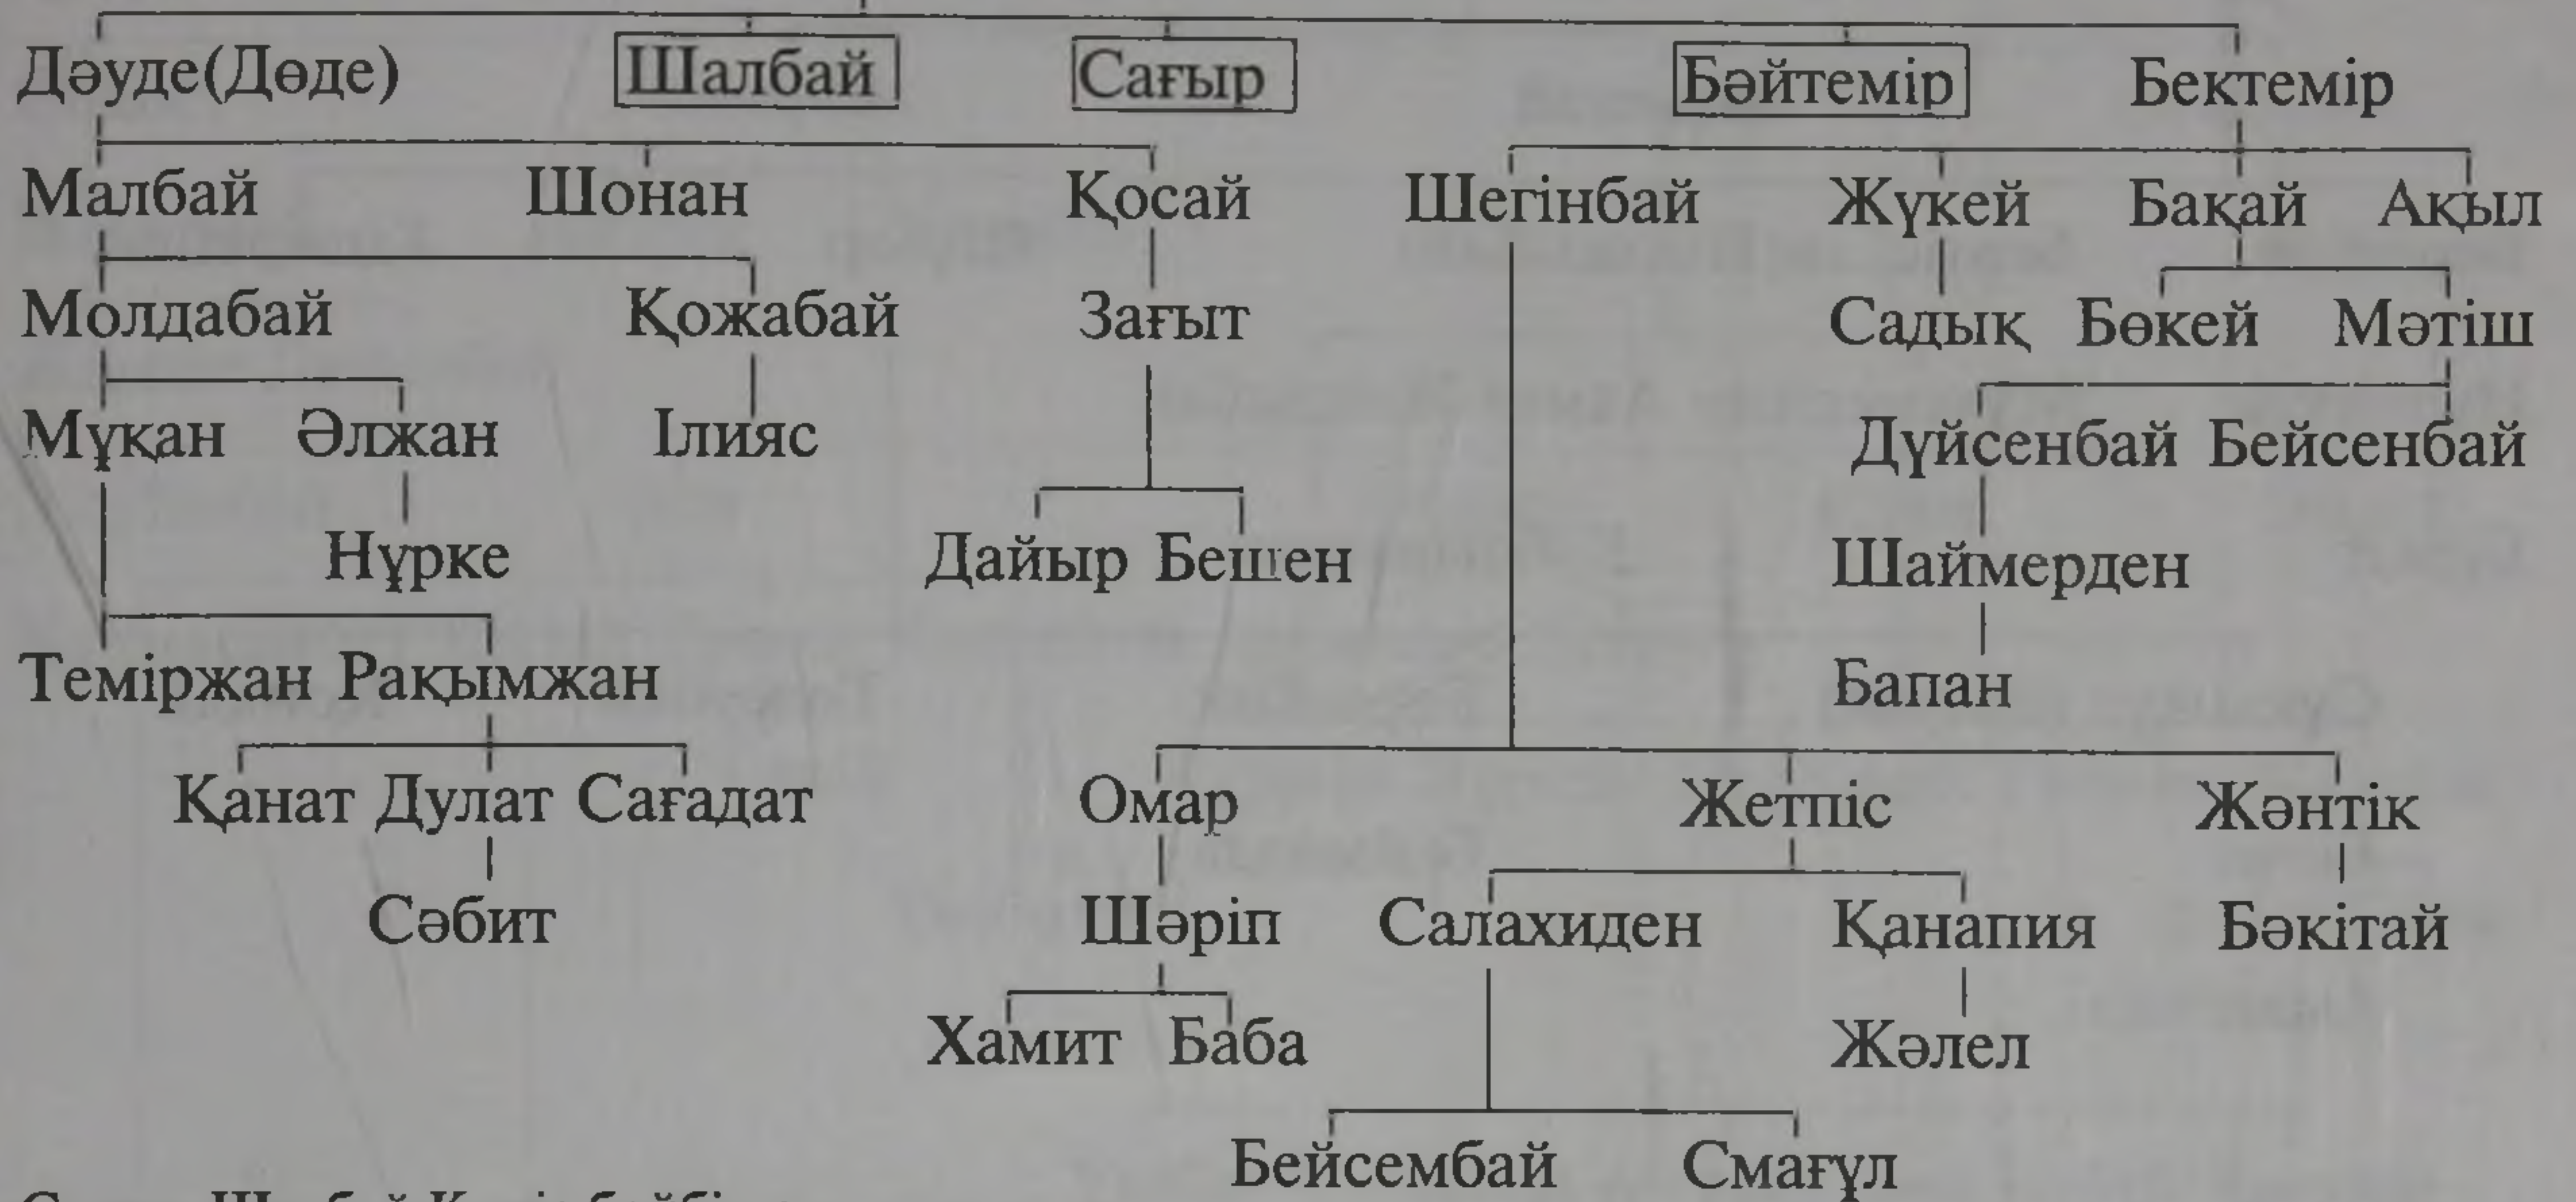 Дәуде(Дөде) Шалбай Сағыр Бәйтемір Бектемір
Малбай Шонан Қосай Шегінбай Жүкей Бақай Ақыл
Молдабай Қожабай Зағыт Садық Бөкей Мәтіш
Мұқан Әлжан Ілияс Дүйсенбай Бейсенбай
Нұрке Дайыр Бешен Шаймерден
Теміржан Рақымжан Бапан
Қанат Дулат Сағадат Омар Жетпіс Жәнтік
Сәбит Шәріп Салахиден Қанапия Бәкітай
Хамит Баба Жәлел
Бейсембай Смағұл